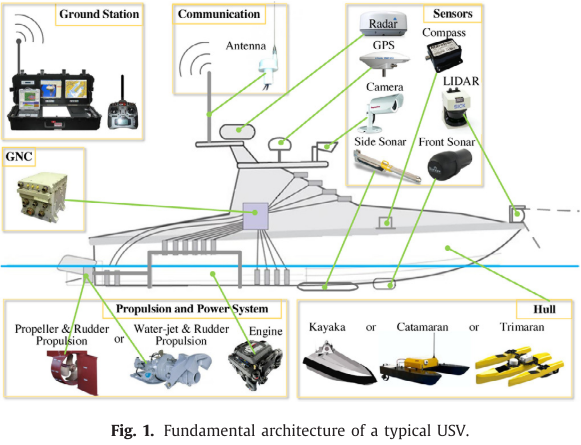 Ground Station
Communication
Antenna
Sensors
Radar
Compass
GPS
LIDAR
Camera
SICK
Side Sonar
Front Sonar
GNC
Propulsion and Power System
Propeller & Rudder
Propulsion
or
Water-jet & Rudder
Propulsion
Engine
Hull
Kayaka or Catamaran or Trimaran
Fig. 1. Fundamental architecture of a typical USV.